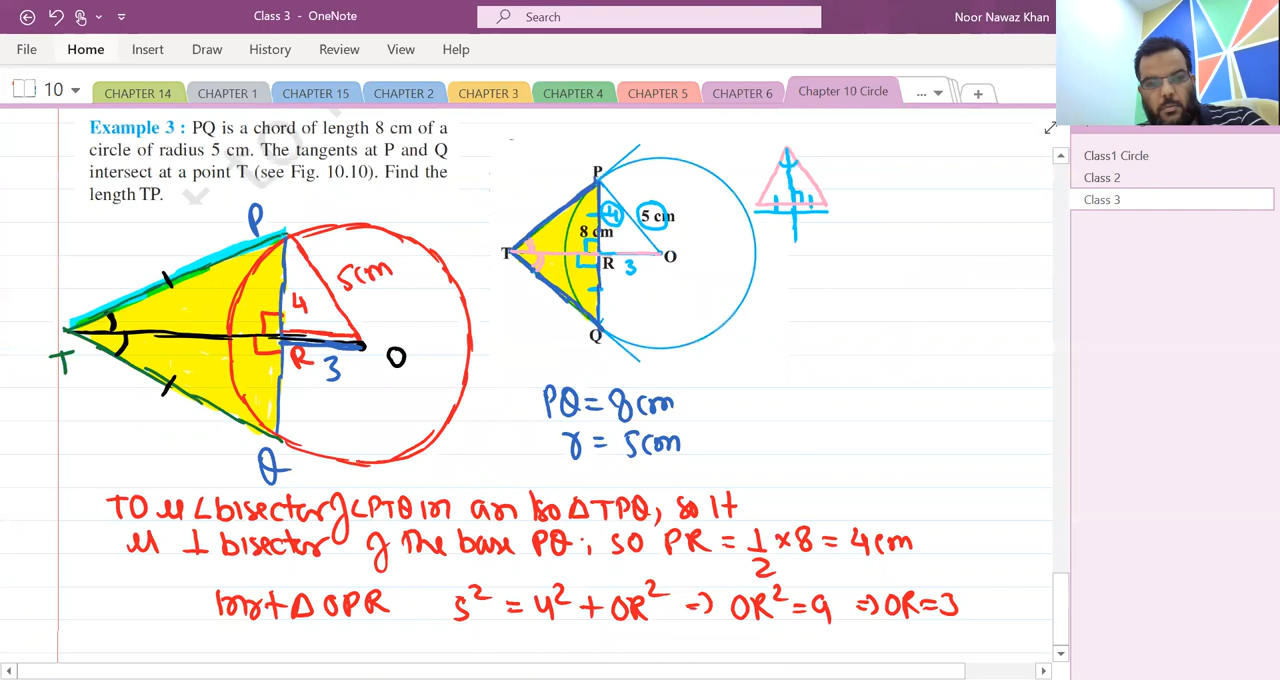 Class 3 - OneNote
Search
Noor Nawaz Khan
File Home Insert Draw History Review View Help
10 CHAPTER 14 CHAPTER 1 CHAPTER 15 CHAPTER 2 CHAPTER 3 CHAPTER 4 CHAPTER 5 CHAPTER 6 Chapter 10 Circle ... +
Class1 Circle
Class 2
Class 3
Example 3 : PQ is a chord of length 8 cm of a
circle of radius 5 cm. The tangents at P and Q
intersect at a point T (see Fig. 10.10). Find the
length TP.
P
5cm
4
T
R
3
O
Q
P
4
5 cm
8 cm
T
R
3
O
Q
PQ = 8cm
r = 5cm
TO is ∠bisector of ∠PTQ in an iso ΔTPQ, so It
is ⊥ bisector of The base PQ; so PR = 1/2 × 8 = 4cm
in rt Δ OPR 5² = 4² + OR² => OR² = 9 => OR = 3